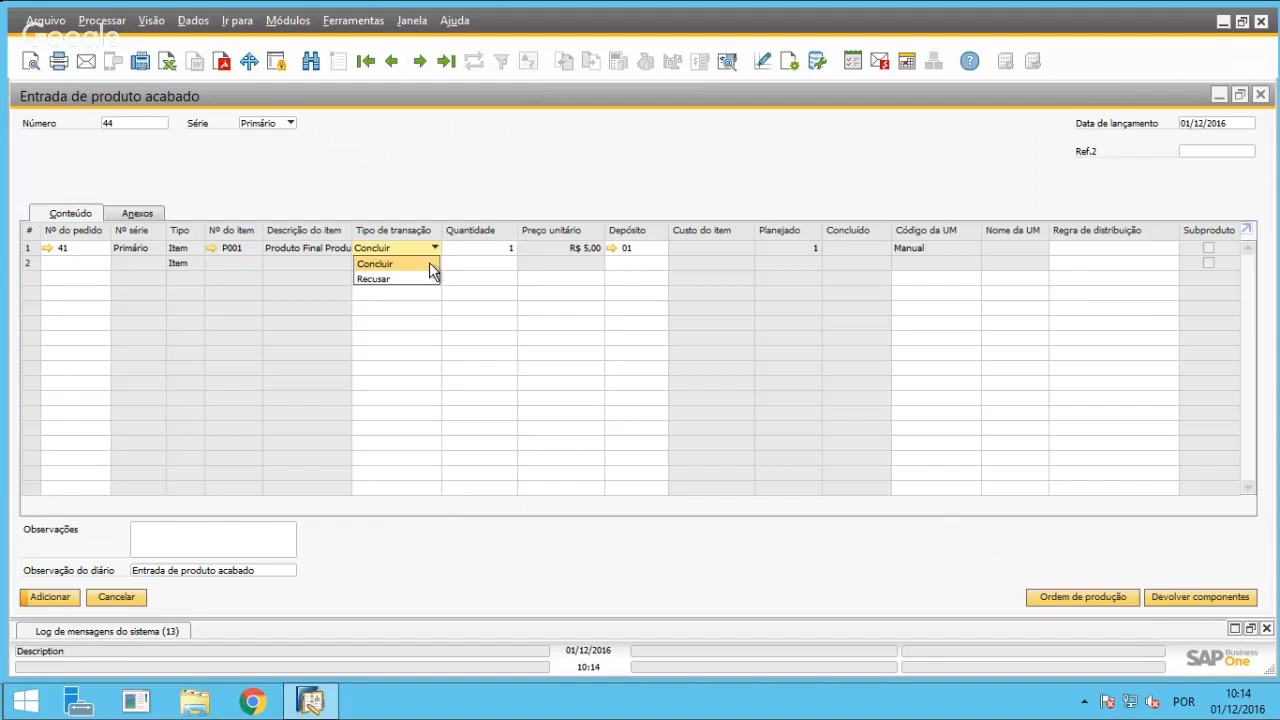 Arquivo Processar Visão Dados Ir para Módulos Ferramentas Janela Ajuda
Google
Entrada de produto acabado
Número 44 Série Primário Data de lançamento 01/12/2016
Ref.2
Conteúdo Anexos
# Nº do pedido Nº série Tipo Nº do item Descrição do item Tipo de transação Quantidade Preço unitário Depósito Custo do item Planejado Concluído Código da UM Nome da UM Regra de distribuição Subproduto
1 41 Primário Item P001 Produto Final Produ Concluir 1 R$ 5,00 01 1 Manual
2 Item Concluir
Recusar
Observações
Observação do diário Entrada de produto acabado
Adicionar Cancelar Ordem de produção Devolver componentes
Log de mensagens do sistema (13)
Description 01/12/2016
10:14
SAP Business One
POR 10:14
01/12/2016